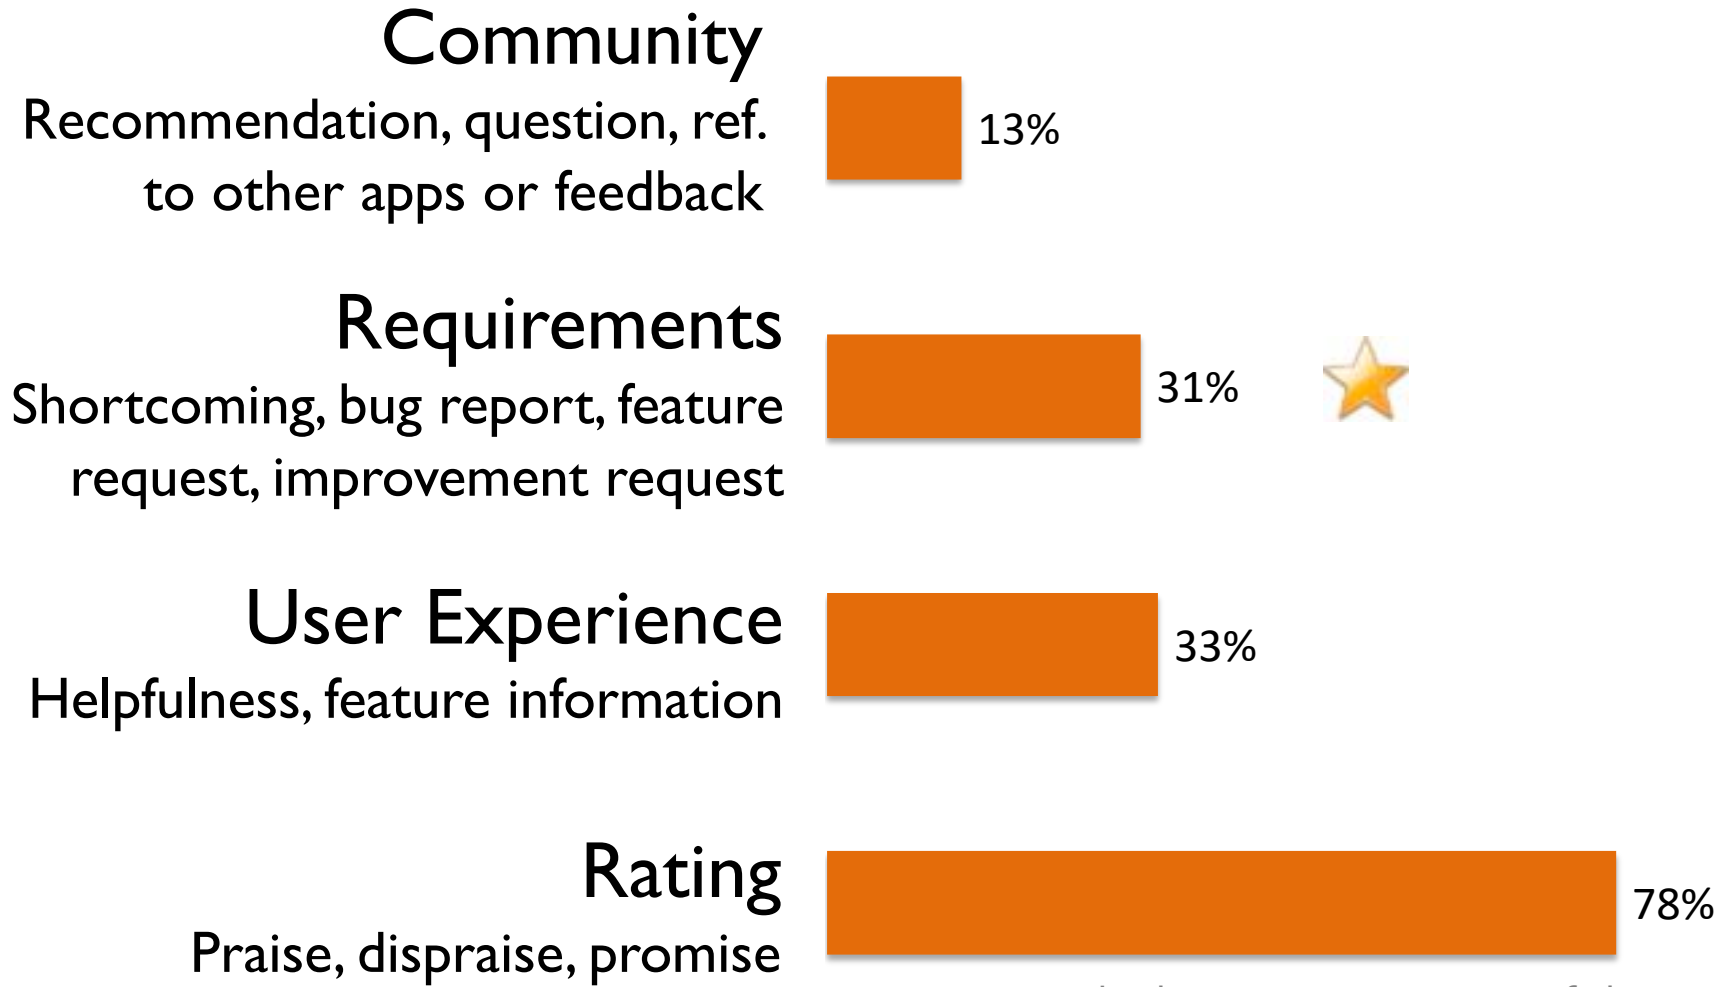 Community
Recommendation, question, ref.
to other apps or feedback
13%
Requirements
Shortcoming, bug report, feature
request, improvement request
31%
User Experience
Helpfulness, feature information
33%
Rating
Praise, dispraise, promise
78%